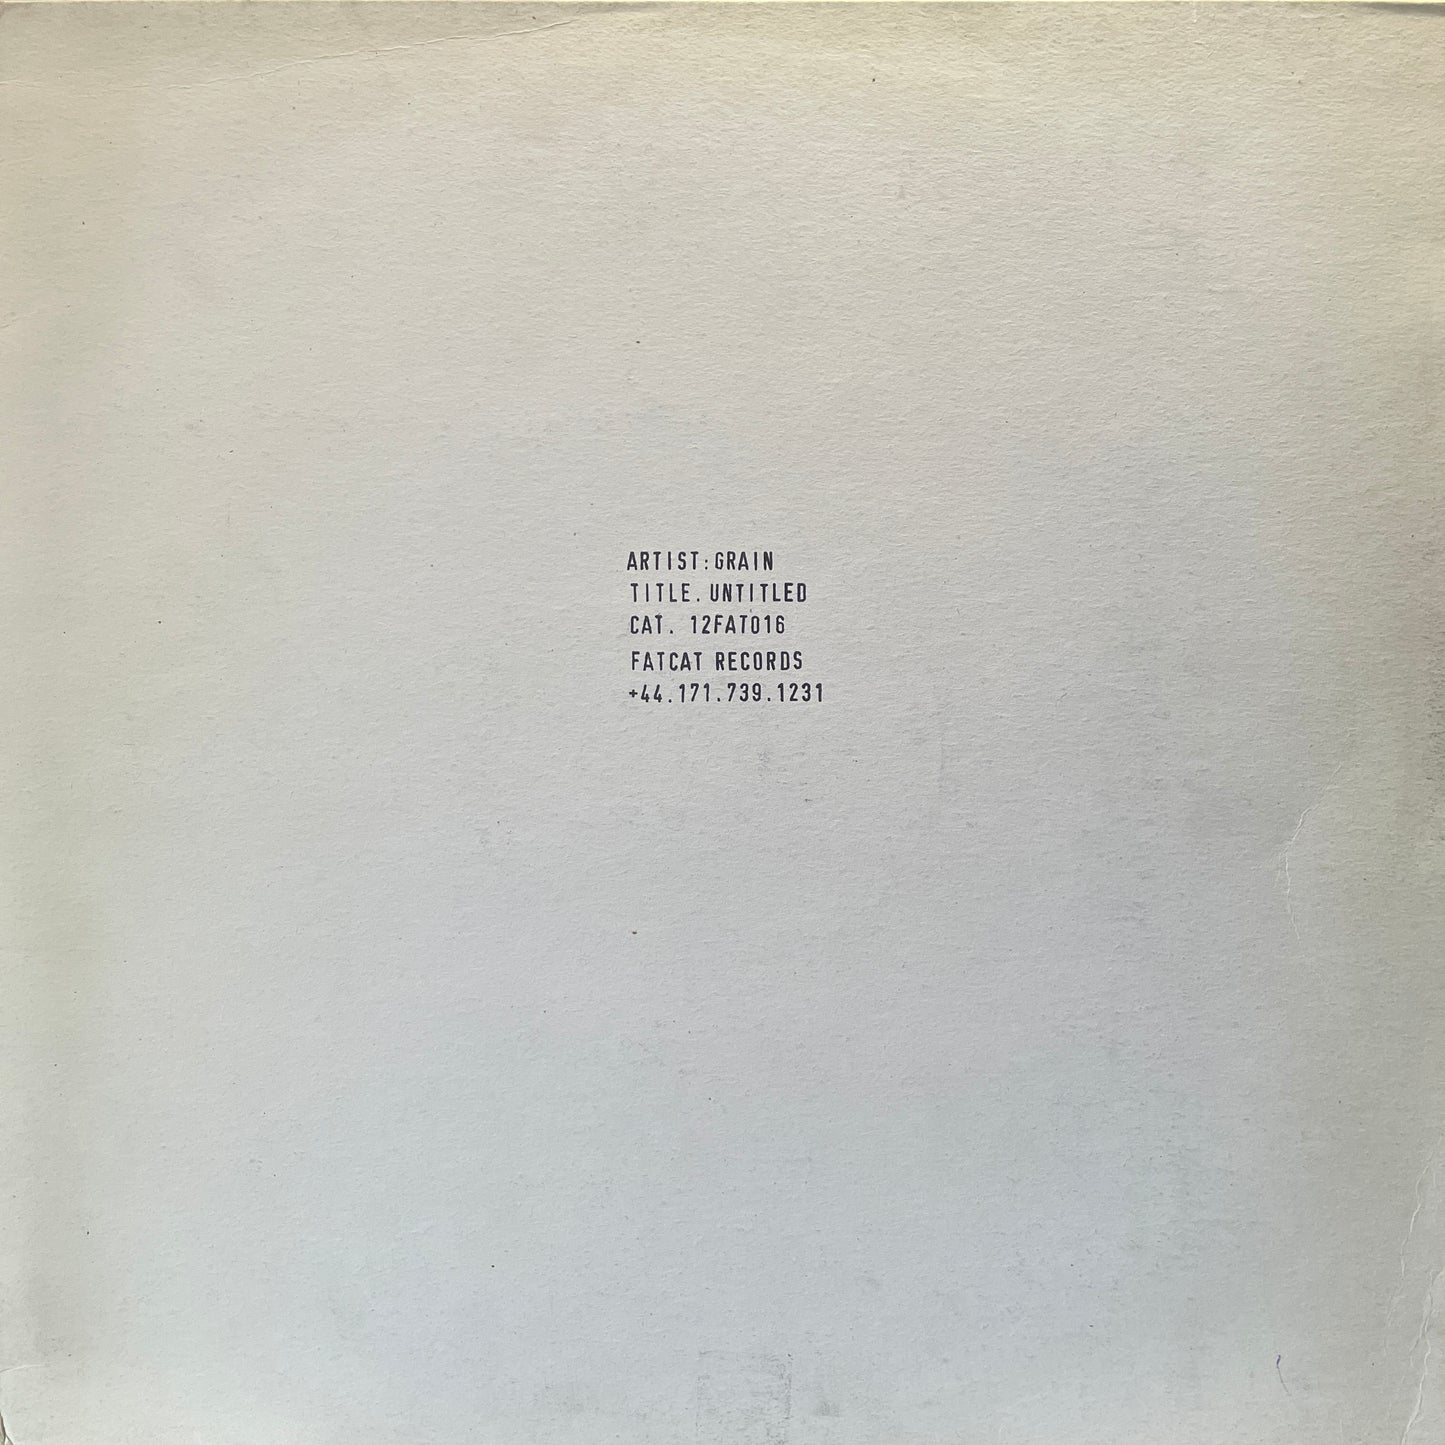 ARTIST:GRAIN
TITLE.UNTITLED
CAT. 12FAT016
FATCAT RECORDS
+44.171.739.1231